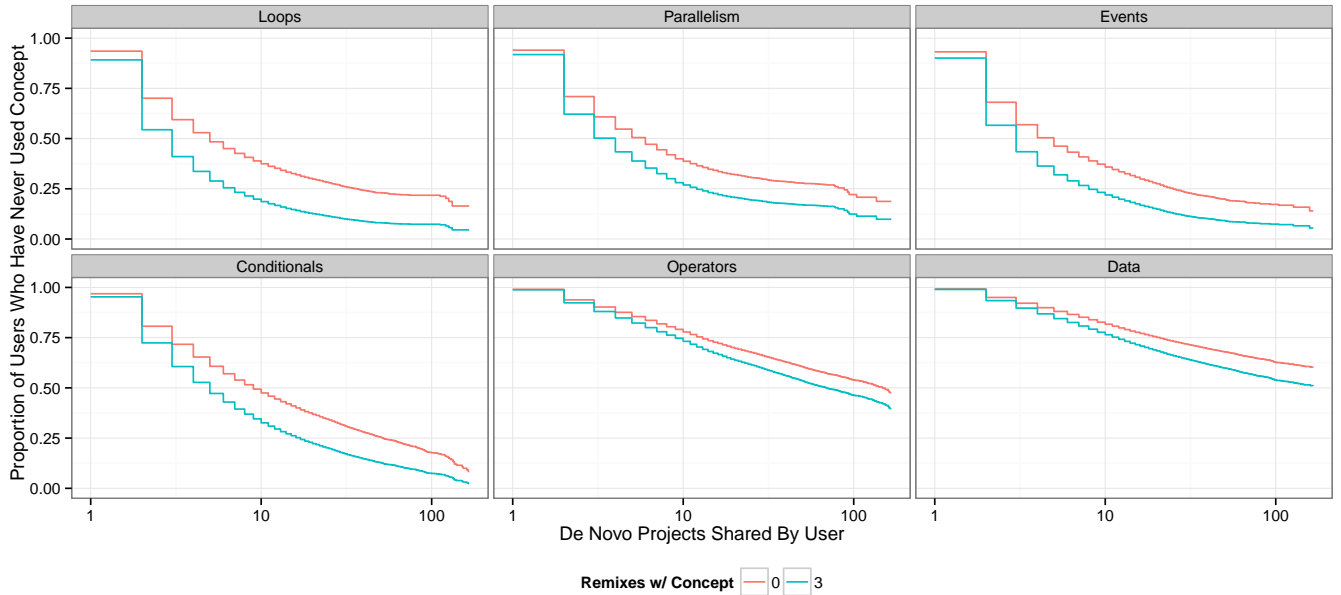 Loops Parallelism Events
Proportion of Users Who Have Never Used Concept
1.00
0.75
0.50
0.25
0.00
Conditionals Operators Data
1.00
0.75
0.50
0.25
0.00
1 10 100 1 10 100 1 10 100
De Novo Projects Shared By User
Remixes w/ Concept 0 3